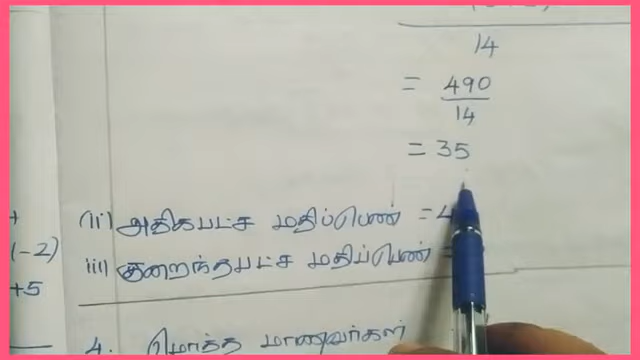 14
= 490
14
= 35
(ii) அதிகபட்ச மதிப்பெண் = 4
iii) குறைந்தபட்ச மதிப்பெண் =
+
(-2)
+5
4. மொத்த மாணவர்கள்